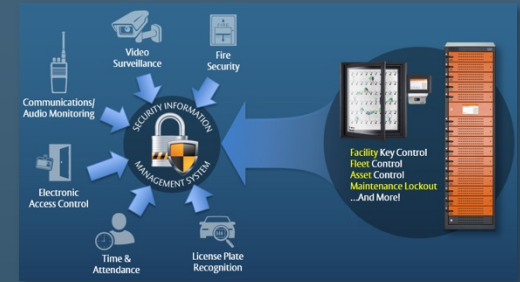 Video
Surveillance
Fire
Security
Communications/
Audio Monitoring
SECURITY INFORMATION
MANAGEMENT SYSTEM
Electronic
Access Control
Time &
Attendance
License Plate
Recognition
Facility Key Control
Fleet Control
Asset Control
Maintenance Lockout
...And More!